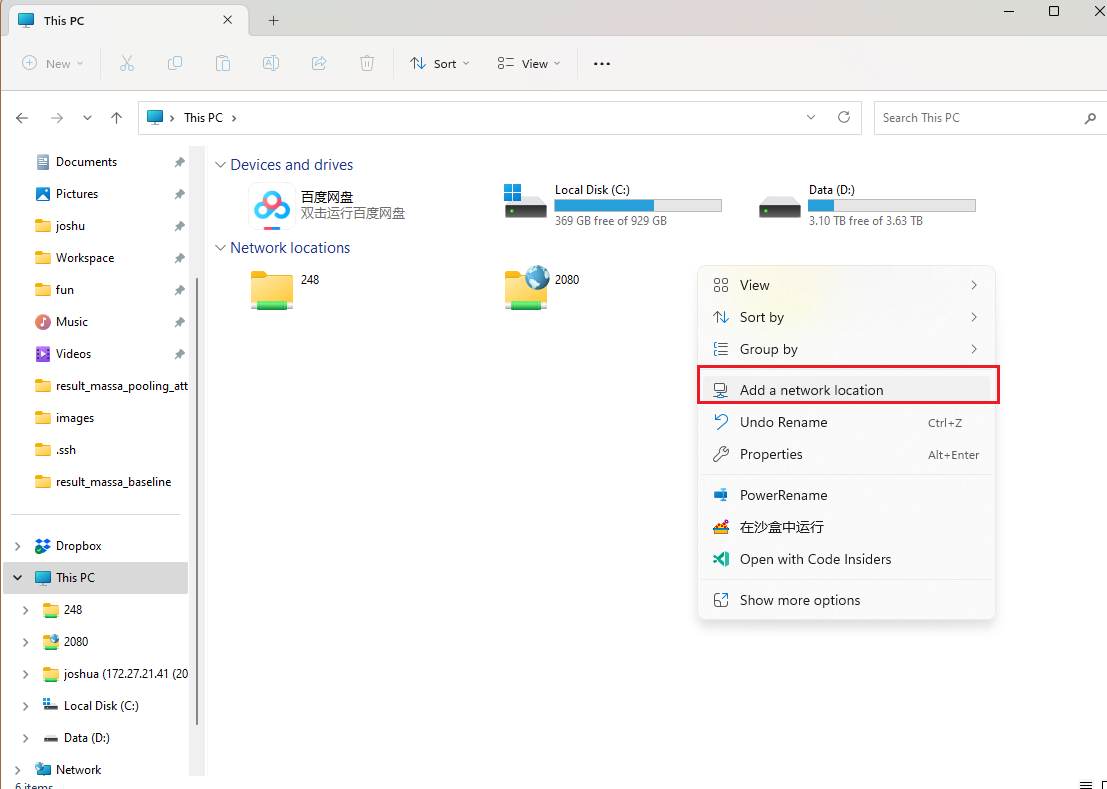 This PC
New
Sort
View
This PC
Search This PC
Documents
Pictures
joshu
Workspace
fun
Music
Videos
result_massa_pooling_att
images
.ssh
result_massa_baseline
Dropbox
This PC
248
2080
joshua (172.27.21.41 (20
Local Disk (C:)
Data (D:)
Network
6 items
Devices and drives
百度网盘
双击运行百度网盘
Local Disk (C:)
369 GB free of 929 GB
Data (D:)
3.10 TB free of 3.63 TB
Network locations
248
2080
View
Sort by
Group by
Add a network location
Undo Rename Ctrl+Z
Properties Alt+Enter
PowerRename
在沙盒中运行
Open with Code Insiders
Show more options